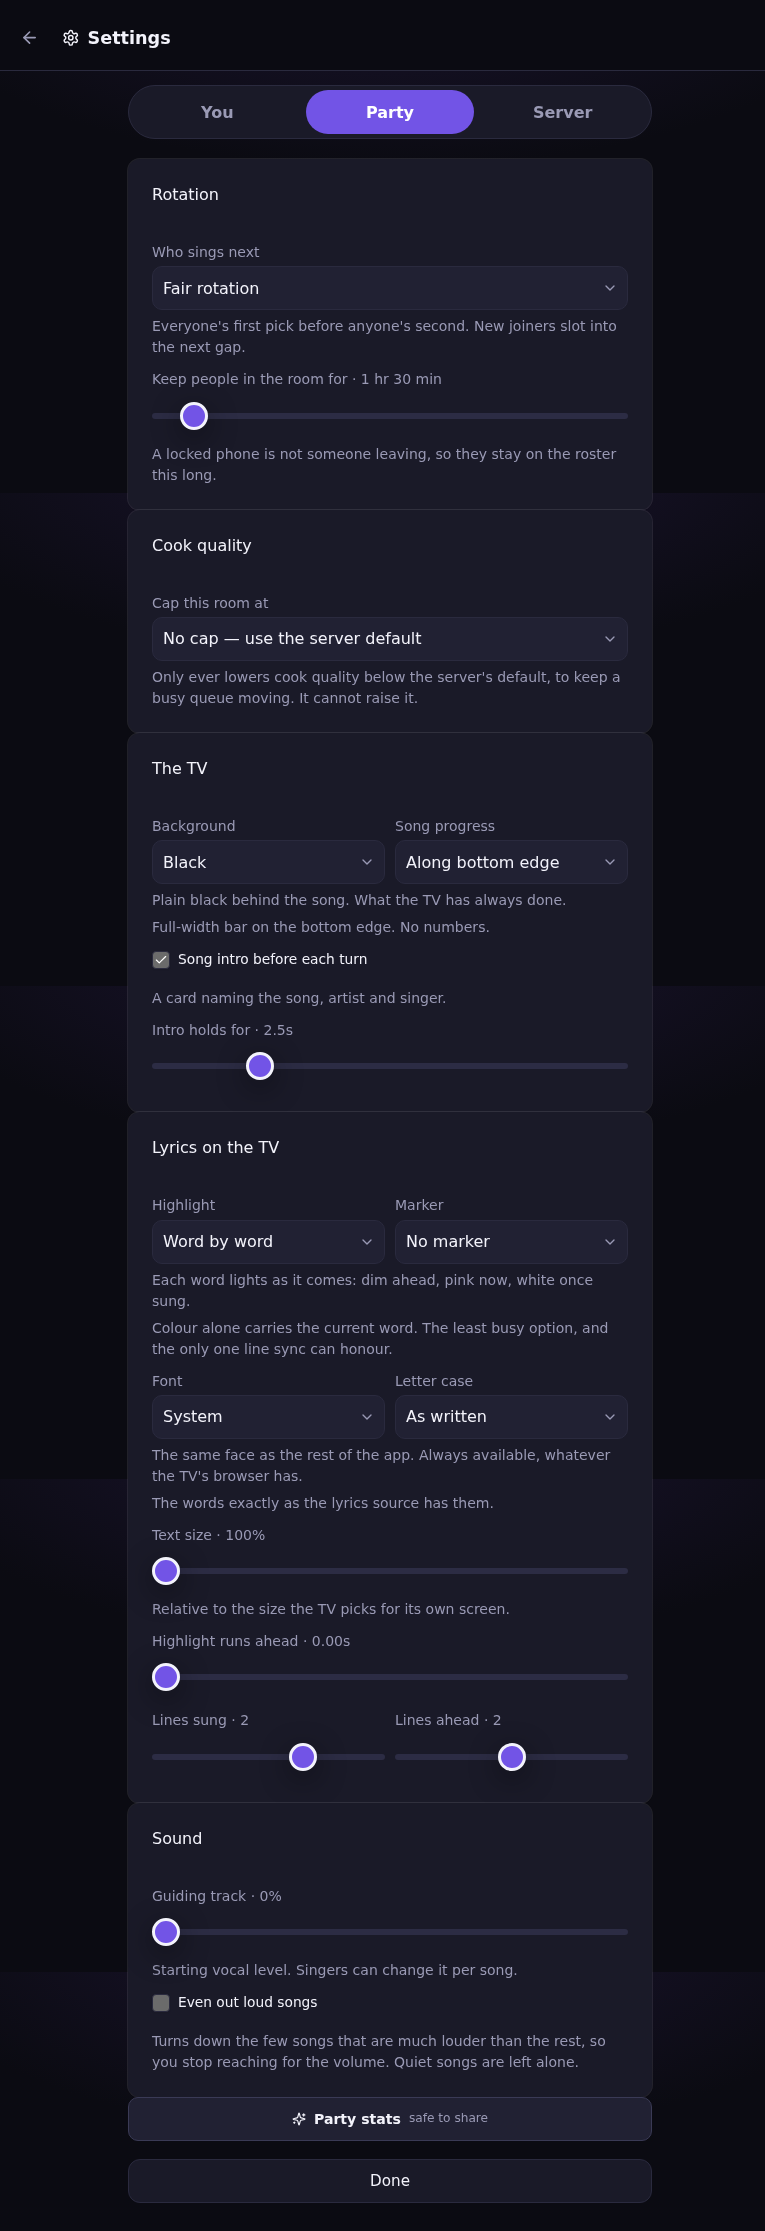 Settings
You Party Server
Rotation
Who sings next
Fair rotation
Everyone's first pick before anyone's second. New joiners slot into
the next gap.
Keep people in the room for · 1 hr 30 min
A locked phone is not someone leaving, so they stay on the roster
this long.
Cook quality
Cap this room at
No cap — use the server default
Only ever lowers cook quality below the server's default, to keep a
busy queue moving. It cannot raise it.
The TV
Background Song progress
Black Along bottom edge
Plain black behind the song. What the TV has always done.
Full-width bar on the bottom edge. No numbers.
Song intro before each turn
A card naming the song, artist and singer.
Intro holds for · 2.5s
Lyrics on the TV
Highlight Marker
Word by word No marker
Each word lights as it comes: dim ahead, pink now, white once
sung.
Colour alone carries the current word. The least busy option, and
the only one line sync can honour.
Font Letter case
System As written
The same face as the rest of the app. Always available, whatever
the TV's browser has.
The words exactly as the lyrics source has them.
Text size · 100%
Relative to the size the TV picks for its own screen.
Highlight runs ahead · 0.00s
Lines sung · 2 Lines ahead · 2
Sound
Guiding track · 0%
Starting vocal level. Singers can change it per song.
Even out loud songs
Turns down the few songs that are much louder than the rest, so
you stop reaching for the volume. Quiet songs are left alone.
Party stats safe to share
Done